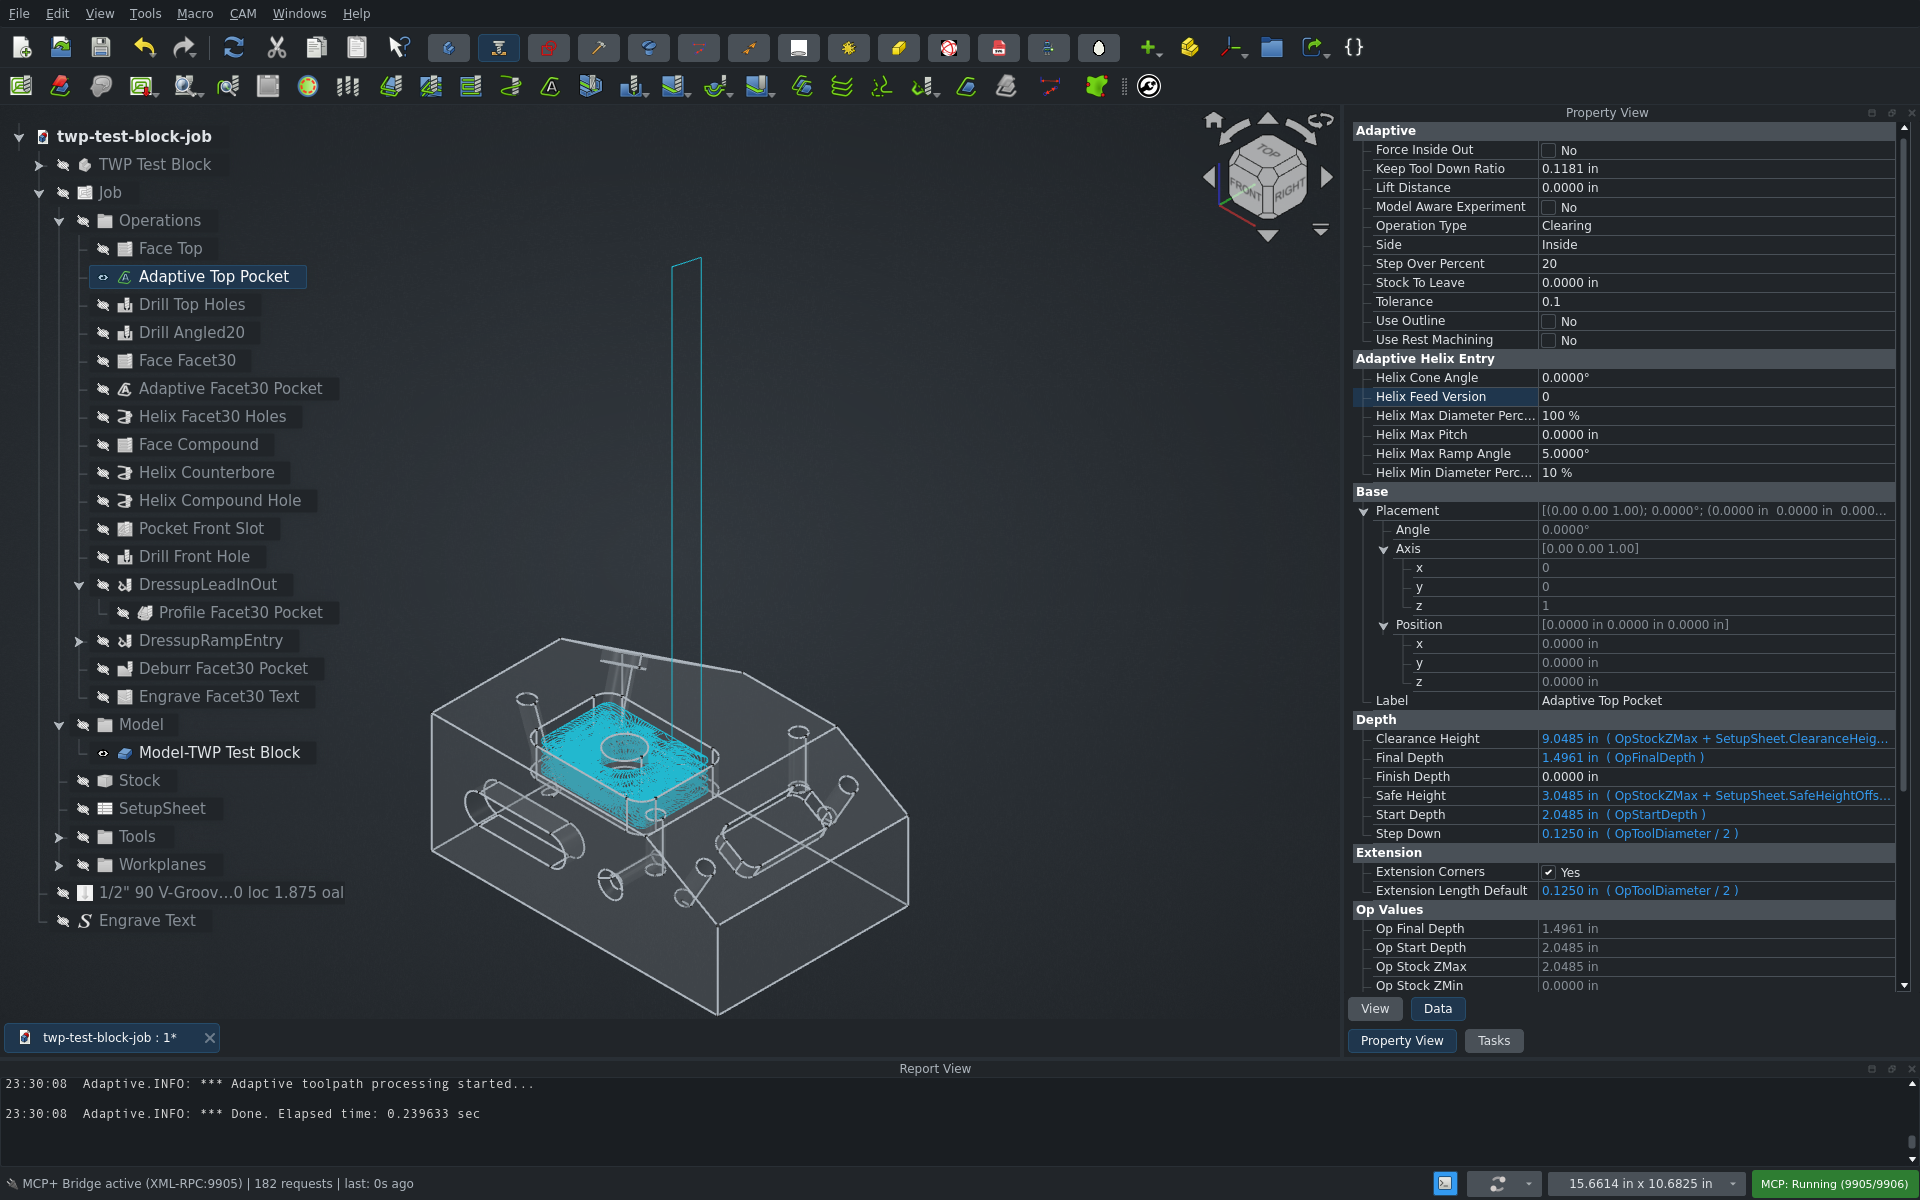 File Edit View Tools Macro CAM Windows Help
twp-test-block-job
TWP Test Block
Job
Operations
Face Top
Adaptive Top Pocket
Drill Top Holes
Drill Angled20
Face Facet30
Adaptive Facet30 Pocket
Helix Facet30 Holes
Face Compound
Helix Counterbore
Helix Compound Hole
Pocket Front Slot
Drill Front Hole
DressupLeadInOut
Profile Facet30 Pocket
DressupRampEntry
Deburr Facet30 Pocket
Engrave Facet30 Text
Model
Model-TWP Test Block
Stock
SetupSheet
Tools
Workplanes
1/2" 90 V-Groov...0 loc 1.875 oal
Engrave Text
TOP
FRONT RIGHT
Property View
Adaptive
Force Inside Out No
Keep Tool Down Ratio 0.1181 in
Lift Distance 0.0000 in
Model Aware Experiment No
Operation Type Clearing
Side Inside
Step Over Percent 20
Stock To Leave 0.0000 in
Tolerance 0.1
Use Outline No
Use Rest Machining No
Adaptive Helix Entry
Helix Cone Angle 0.0000°
Helix Feed Version 0
Helix Max Diameter Perc... 100 %
Helix Max Pitch 0.0000 in
Helix Max Ramp Angle 5.0000°
Helix Min Diameter Perc... 10 %
Base
Placement [(0.00 0.00 1.00); 0.0000°; (0.0000 in 0.0000 in 0.000...
Angle 0.0000°
Axis [0.00 0.00 1.00]
x 0
y 0
z 1
Position [0.0000 in 0.0000 in 0.0000 in]
x 0.0000 in
y 0.0000 in
z 0.0000 in
Label Adaptive Top Pocket
Depth
Clearance Height 9.0485 in ( OpStockZMax + SetupSheet.ClearanceHeig...
Final Depth 1.4961 in ( OpFinalDepth )
Finish Depth 0.0000 in
Safe Height 3.0485 in ( OpStockZMax + SetupSheet.SafeHeightOffs...
Start Depth 2.0485 in ( OpStartDepth )
Step Down 0.1250 in ( OpToolDiameter / 2 )
Extension
Extension Corners Yes
Extension Length Default 0.1250 in ( OpToolDiameter / 2 )
Op Values
Op Final Depth 1.4961 in
Op Start Depth 2.0485 in
Op Stock ZMax 2.0485 in
Op Stock ZMin 0.0000 in
View Data
Property View Tasks
twp-test-block-job : 1*
Report View
23:30:08 Adaptive.INFO: *** Adaptive toolpath processing started...
23:30:08 Adaptive.INFO: *** Done. Elapsed time: 0.239633 sec
MCP+ Bridge active (XML-RPC:9905) | 182 requests | last: 0s ago
15.6614 in x 10.6825 in
MCP: Running (9905/9906)